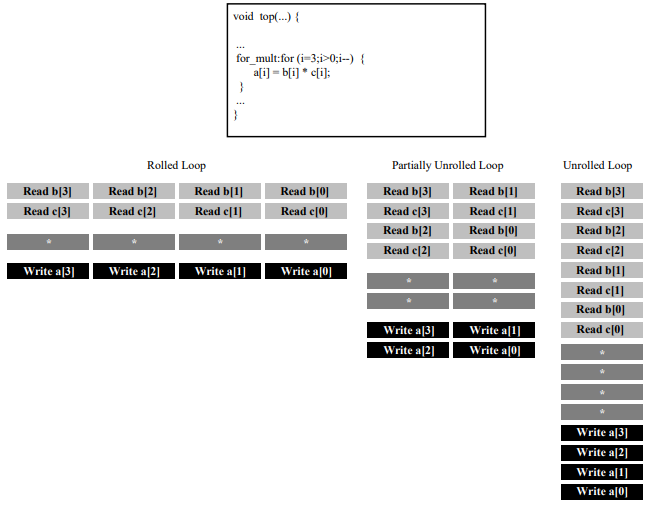 void top(...) {
...
for_mult:for (i=3;i>0;i--) {
a[i] = b[i] * c[i];
}
...
}
Rolled Loop Partially Unrolled Loop Unrolled Loop
Read b[3] Read b[2] Read b[1] Read b[0]
Read c[3] Read c[2] Read c[1] Read c[0]
* * * *
Write a[3] Write a[2] Write a[1] Write a[0]
Read b[3] Read b[1]
Read c[3] Read c[1]
Read b[2] Read b[0]
Read c[2] Read c[0]
* *
* *
Write a[3] Write a[1]
Write a[2] Write a[0]
Read b[3]
Read c[3]
Read b[2]
Read c[2]
Read b[1]
Read c[1]
Read b[0]
Read c[0]
*
*
*
*
Write a[3]
Write a[2]
Write a[1]
Write a[0]